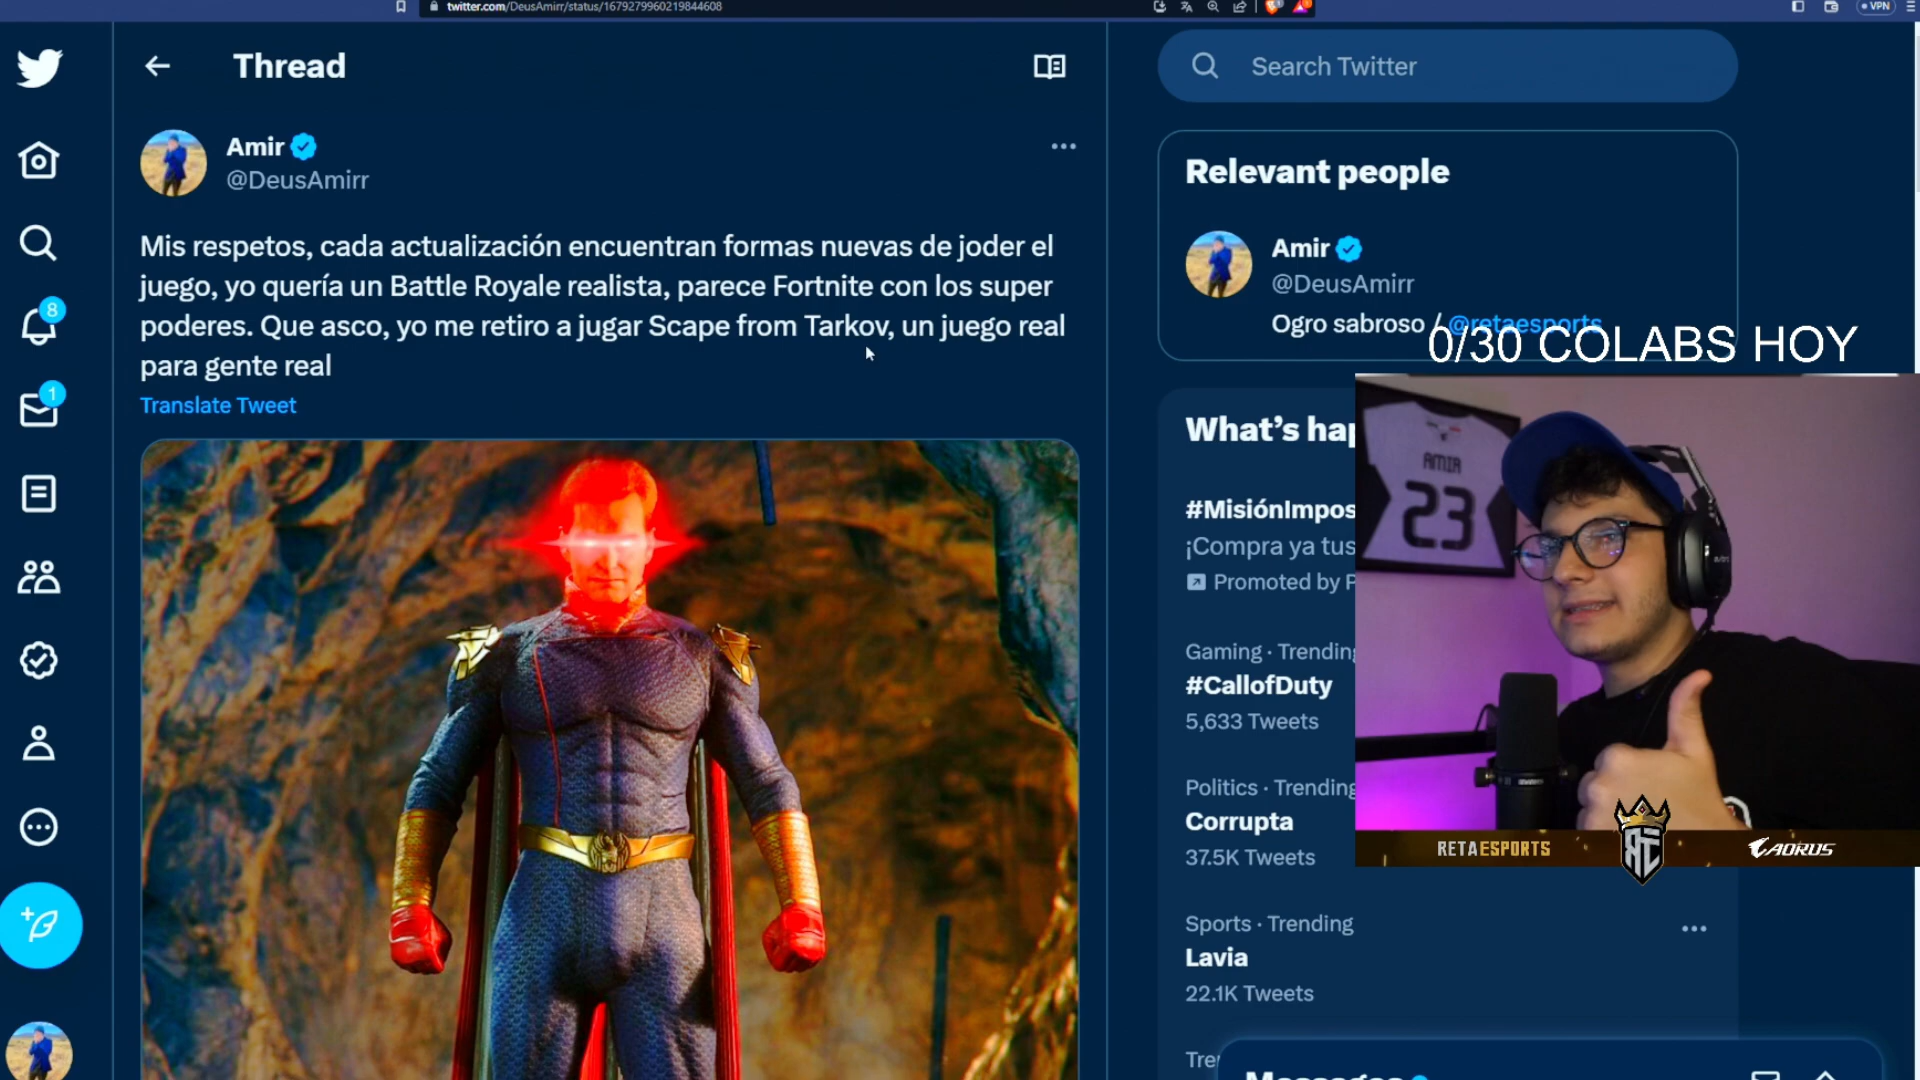 twitter.com/DeusAmirr/status/1679279960219844608
VPN
Thread
Search Twitter
Amir
@DeusAmirr
Mis respetos, cada actualización encuentran formas nuevas de joder el
juego, yo quería un Battle Royale realista, parece Fortnite con los super
poderes. Que asco, yo me retiro a jugar Scape from Tarkov, un juego real
para gente real
Translate Tweet
8
1
Relevant people
Amir
@DeusAmirr
Ogro sabroso / @retaesports
0/30 COLABS HOY
What's hap
#MisiónImpos
¡Compra ya tus
Promoted by P
Gaming · Trending
#CallofDuty
5,633 Tweets
Politics · Trending
Corrupta
37.5K Tweets
Sports · Trending
Lavia
22.1K Tweets
Tre
Messages
AMIR
23
RETAESPORTS
AORUS